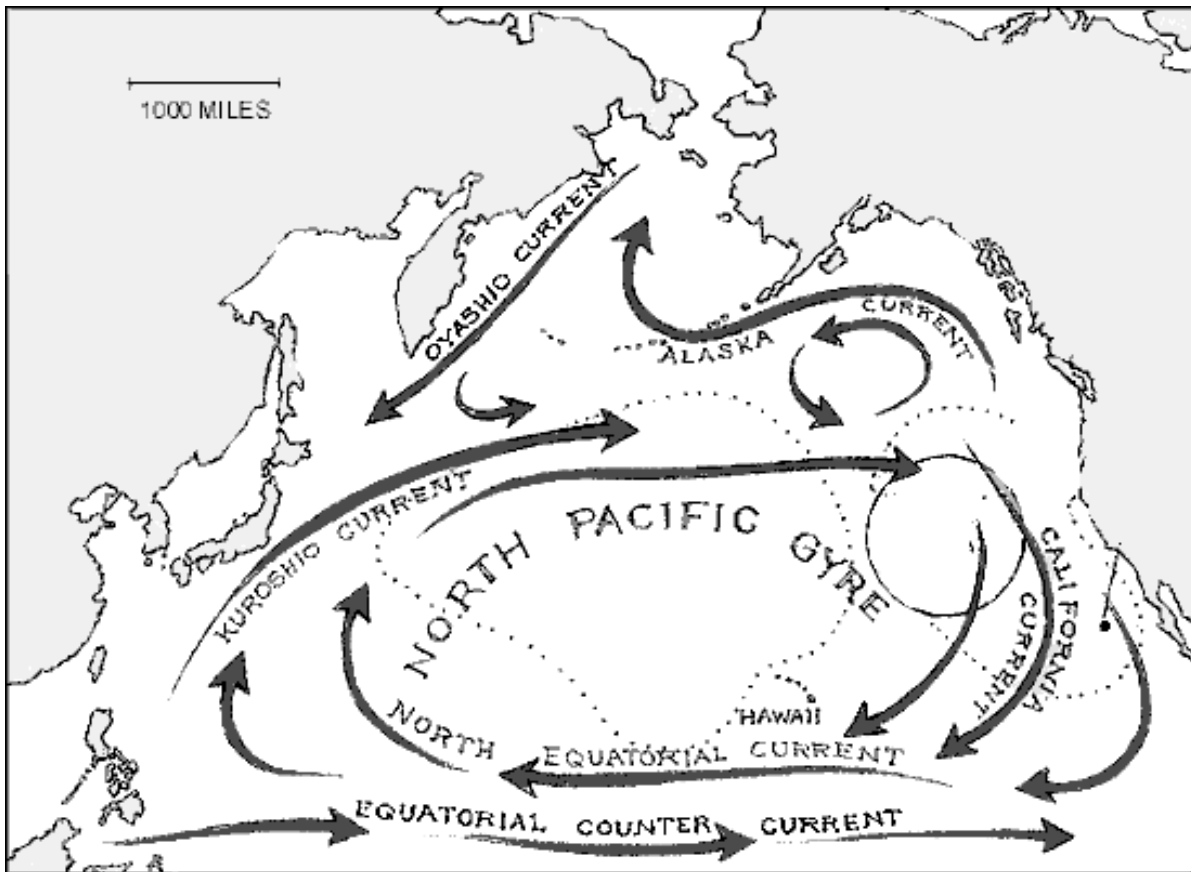 1000 MILES
OYASHIO CURRENT
ALASKA CURRENT
KUROSHIO CURRENT
NORTH PACIFIC GYRE
CALIFORNIA CURRENT
HAWAII
NORTH EQUATORIAL CURRENT
EQUATORIAL COUNTER CURRENT